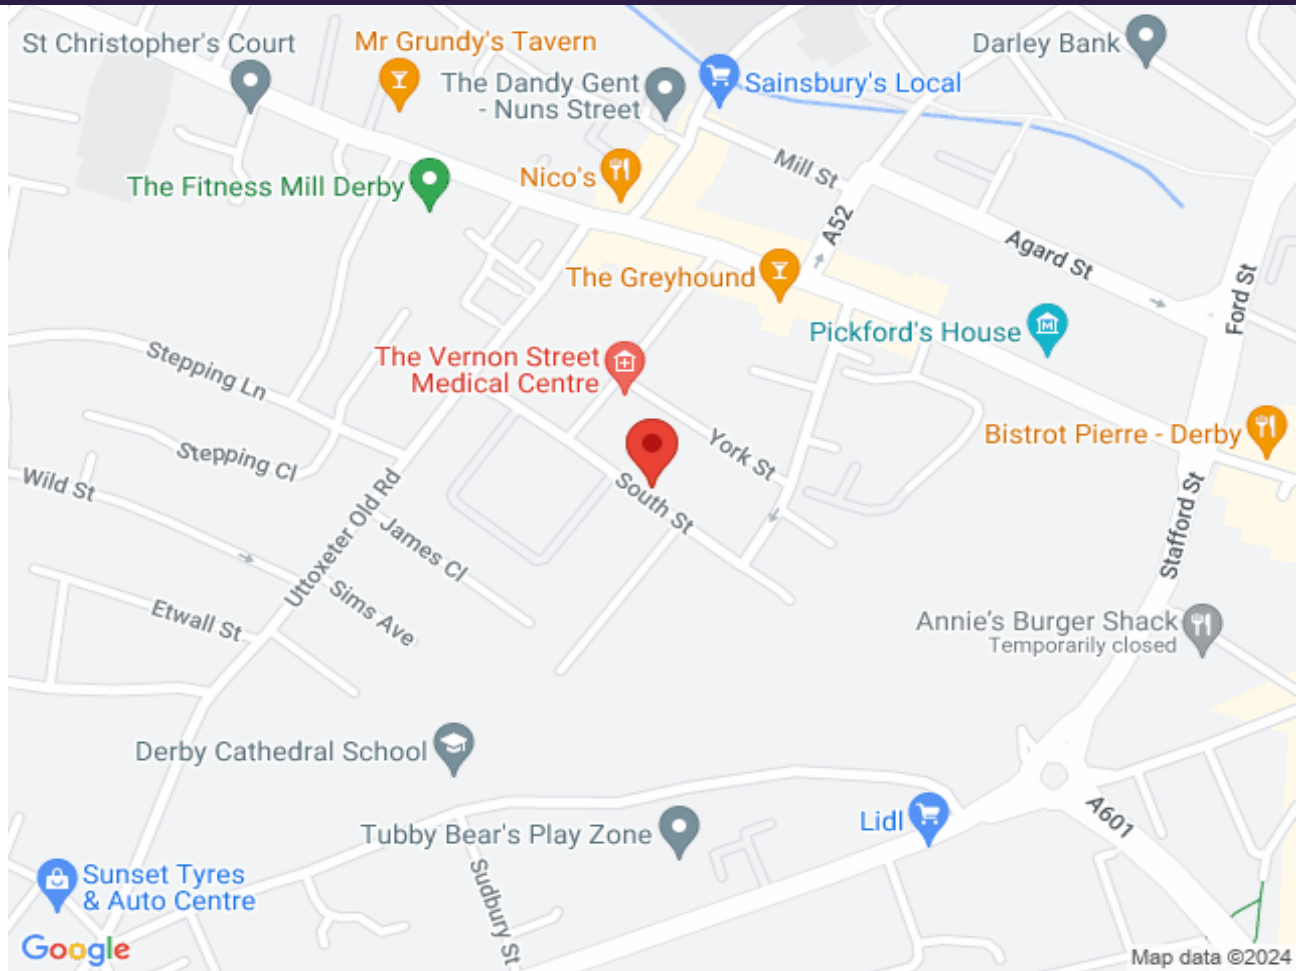 St Christopher's Court
Mr Grundy's Tavern
Darley Bank
The Dandy Gent
- Nuns Street
Sainsbury's Local
Nico's
Mill St
The Fitness Mill Derby
A52
Agard St
The Greyhound
Ford St
Pickford's House
Stepping Ln
The Vernon Street
Medical Centre
Bistrot Pierre - Derby
York St
Stepping Cl
Wild St
South St
Uttoxeter Old Rd
James Cl
Stafford St
Sims Ave
Etwall St
Annie's Burger Shack
Temporarily closed
Derby Cathedral School
Lidl
A601
Tubby Bear's Play Zone
Sunset Tyres
& Auto Centre
Sudbury St
Google
Map data ©2024